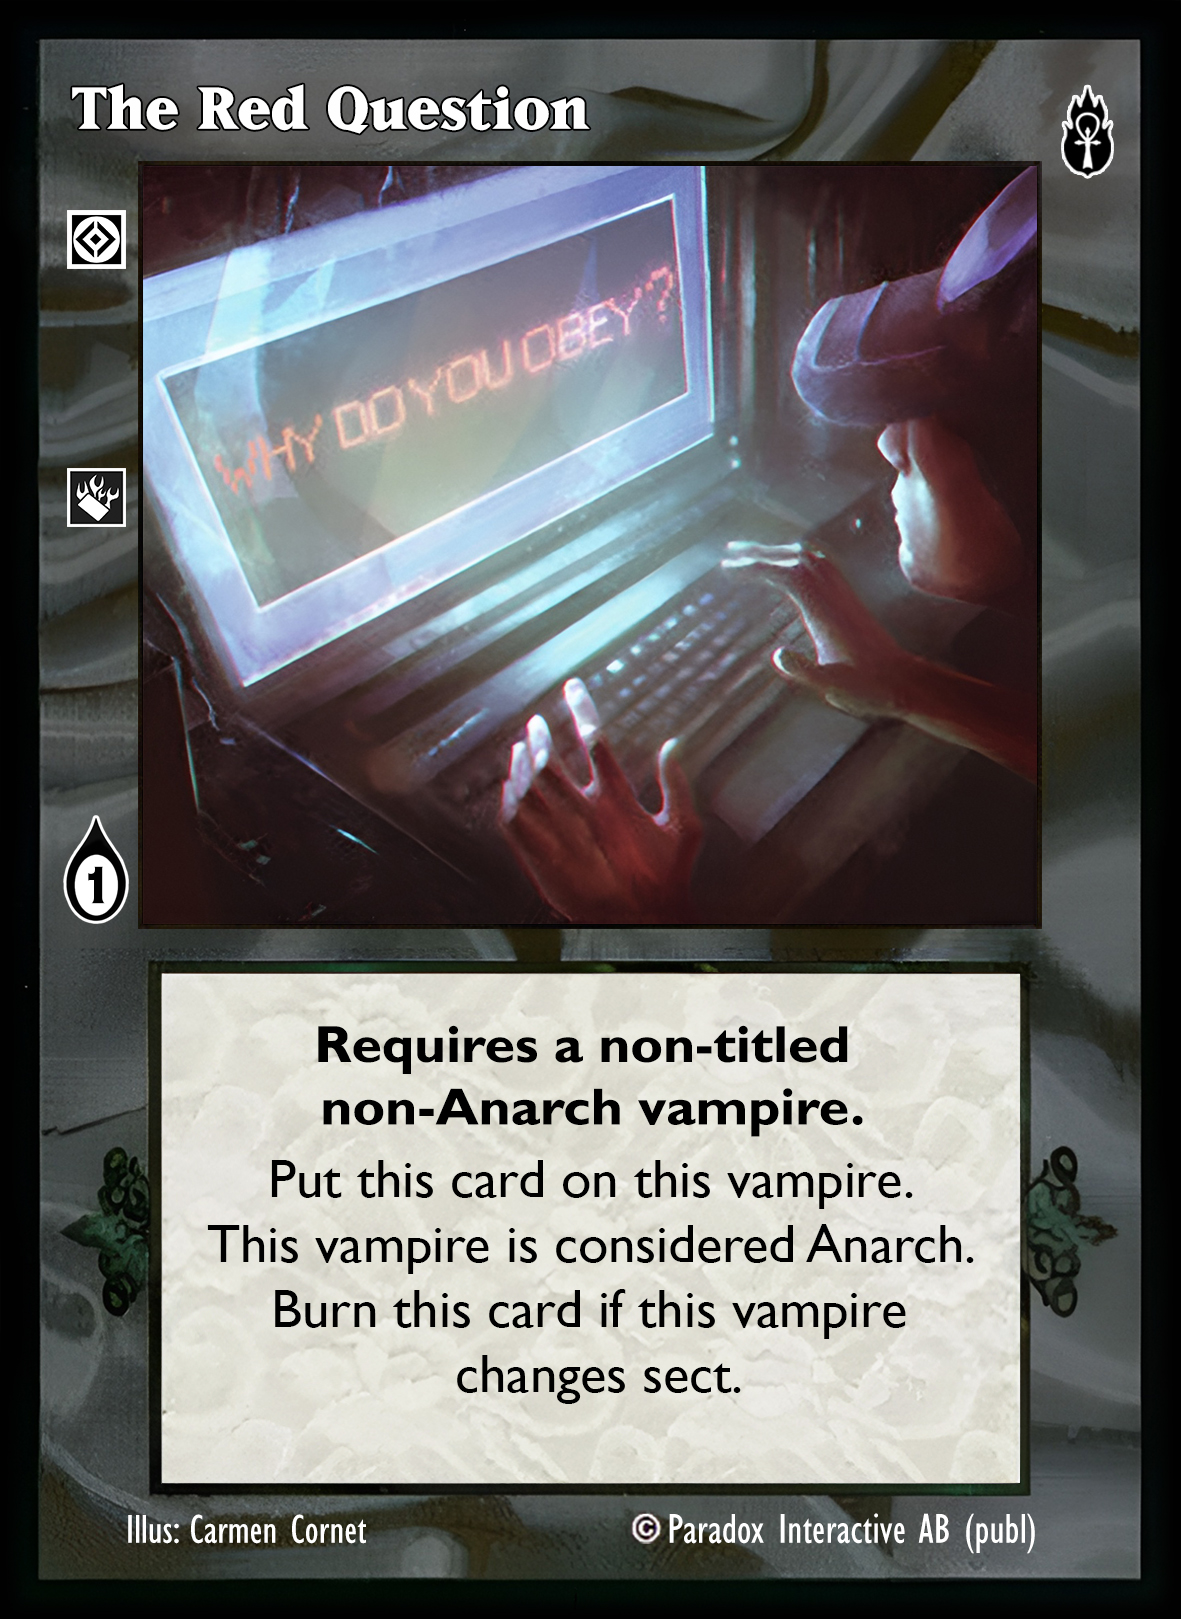 The Red Question
WHY DO YOU OBEY?
1
Requires a non-titled
non-Anarch vampire.
Put this card on this vampire.
This vampire is considered Anarch.
Burn this card if this vampire
changes sect.
Illus: Carmen Cornet © Paradox Interactive AB (publ)